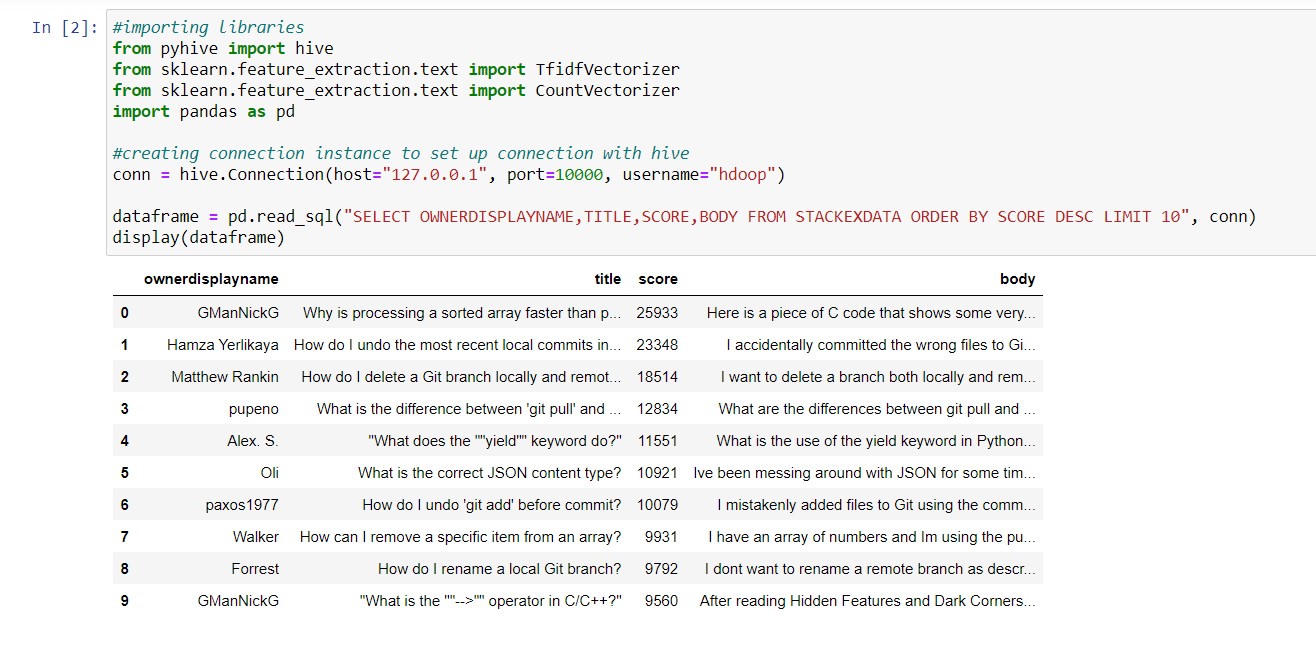 In [2]:
#importing libraries
from pyhive import hive
from sklearn.feature_extraction.text import TfidfVectorizer
from sklearn.feature_extraction.text import CountVectorizer
import pandas as pd
#creating connection instance to set up connection with hive
conn = hive.Connection(host="127.0.0.1", port=10000, username="hdoop")
dataframe = pd.read_sql("SELECT OWNERDISPLAYNAME,TITLE,SCORE,BODY FROM STACKEXDATA ORDER BY SCORE DESC LIMIT 10", conn)
display(dataframe)
ownerdisplayname title score body
0 GManNickG Why is processing a sorted array faster than p... 25933 Here is a piece of C code that shows some very...
1 Hamza Yerlikaya How do I undo the most recent local commits in... 23348 I accidentally committed the wrong files to Gi...
2 Matthew Rankin How do I delete a Git branch locally and remot... 18514 I want to delete a branch both locally and rem...
3 pupeno What is the difference between 'git pull' and ... 12834 What are the differences between git pull and ...
4 Alex. S. "What does the ""yield"" keyword do?" 11551 What is the use of the yield keyword in Python...
5 Oli What is the correct JSON content type? 10921 Ive been messing around with JSON for some tim...
6 paxos1977 How do I undo 'git add' before commit? 10079 I mistakenly added files to Git using the comm...
7 Walker How can I remove a specific item from an array? 9931 I have an array of numbers and Im using the pu...
8 Forrest How do I rename a local Git branch? 9792 I dont want to rename a remote branch as descr...
9 GManNickG "What is the ""-->"" operator in C/C++?" 9560 After reading Hidden Features and Dark Corners...